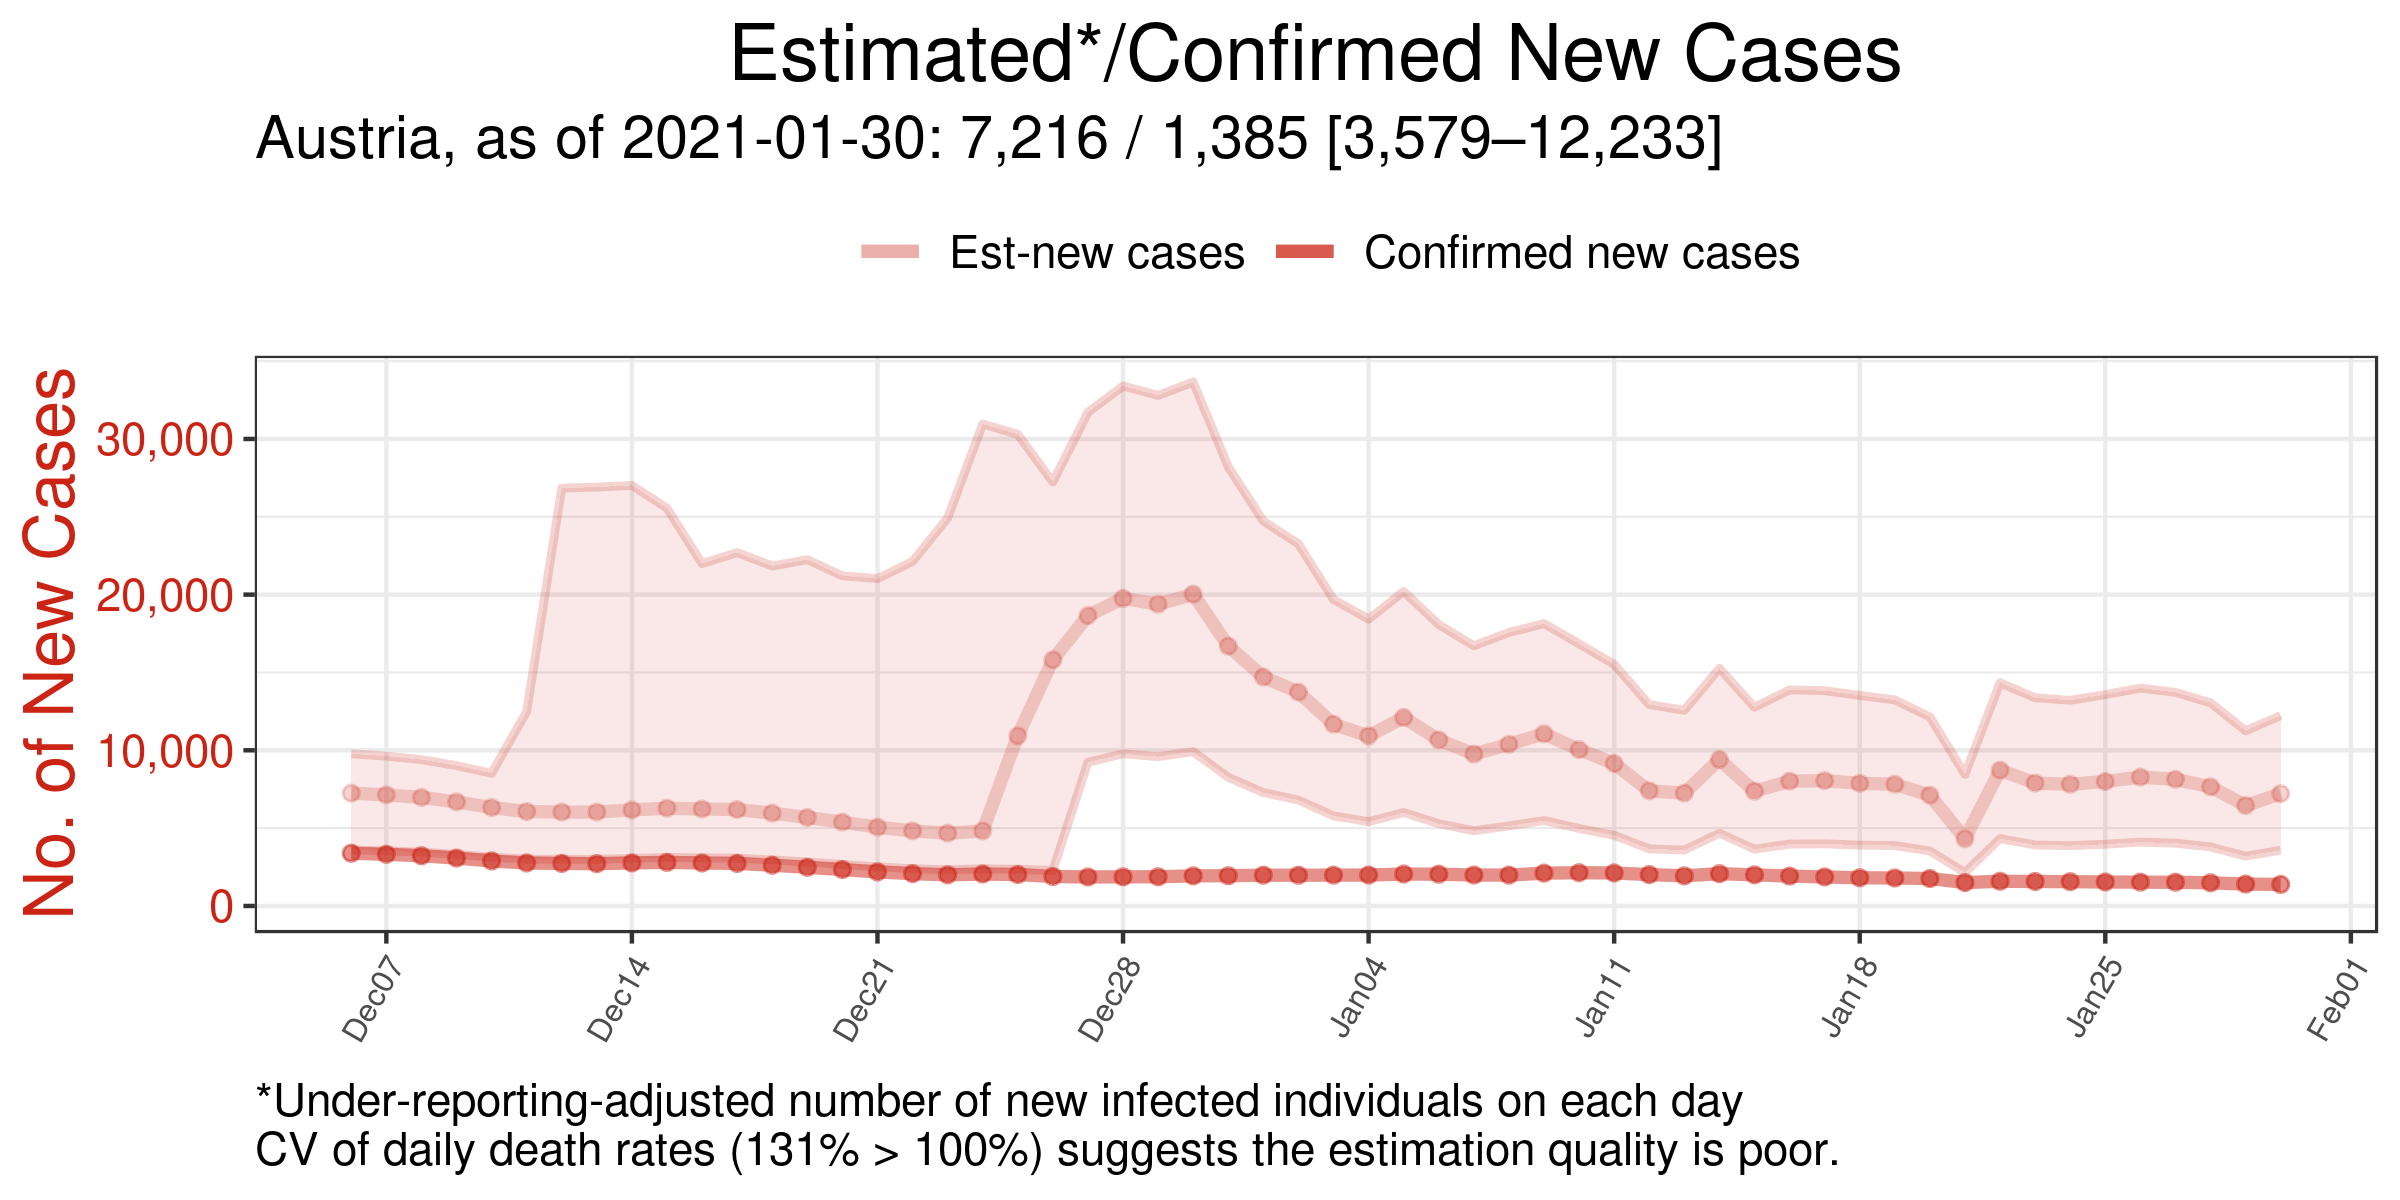 Estimated*/Confirmed New Cases
Austria, as of 2021-01-30: 7,216 / 1,385 [3,579–12,233]
Est-new cases Confirmed new cases
No. of New Cases
30,000
20,000
10,000
0
Dec07 Dec14 Dec21 Dec28 Jan04 Jan11 Jan18 Jan25 Feb01
*Under-reporting-adjusted number of new infected individuals on each day
CV of daily death rates (131% > 100%) suggests the estimation quality is poor.